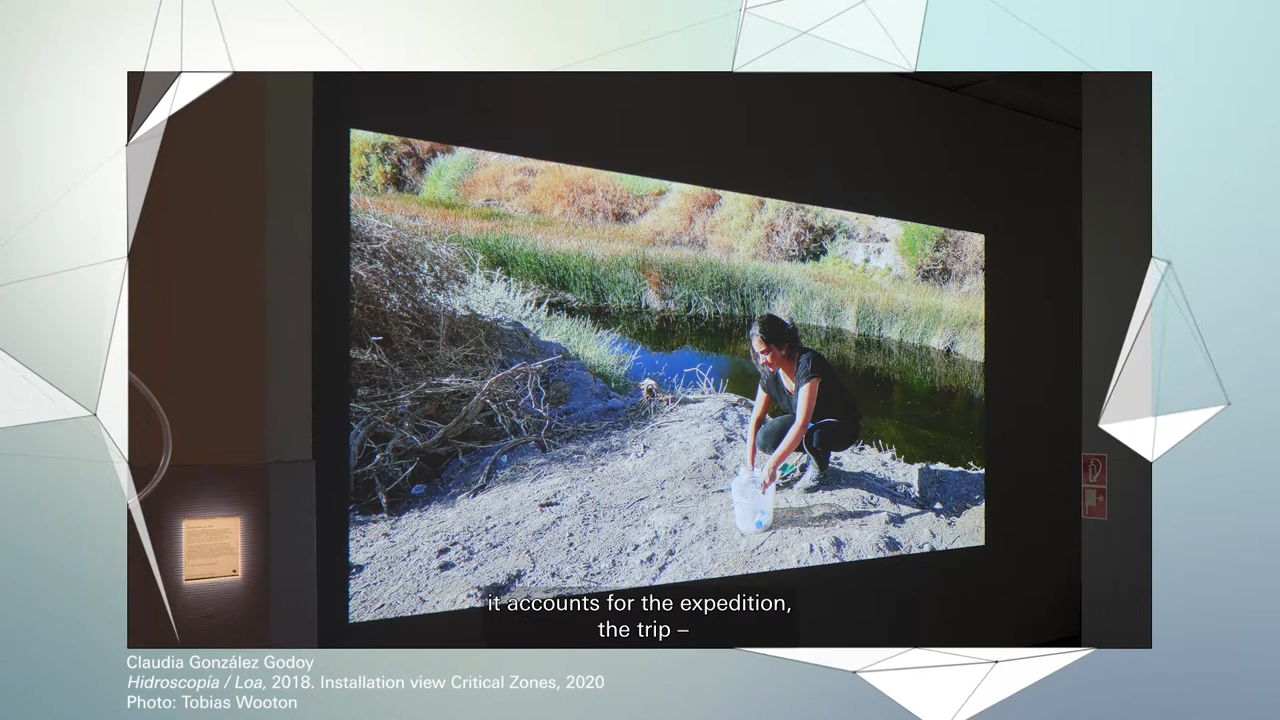 it accounts for the expedition,
the trip –
Claudia González Godoy
Hidroscopía / Loa, 2018. Installation view Critical Zones, 2020
Photo: Tobias Wooton